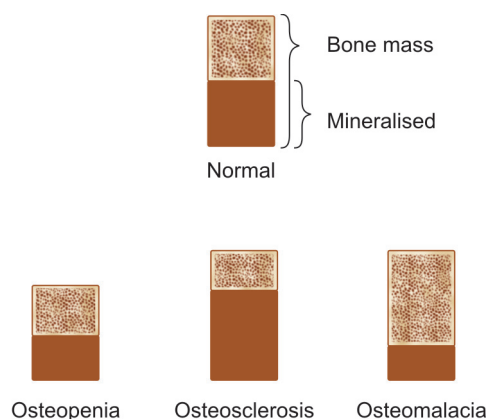 Bone mass
Mineralised
Normal
Osteopenia
Osteosclerosis
Osteomalacia